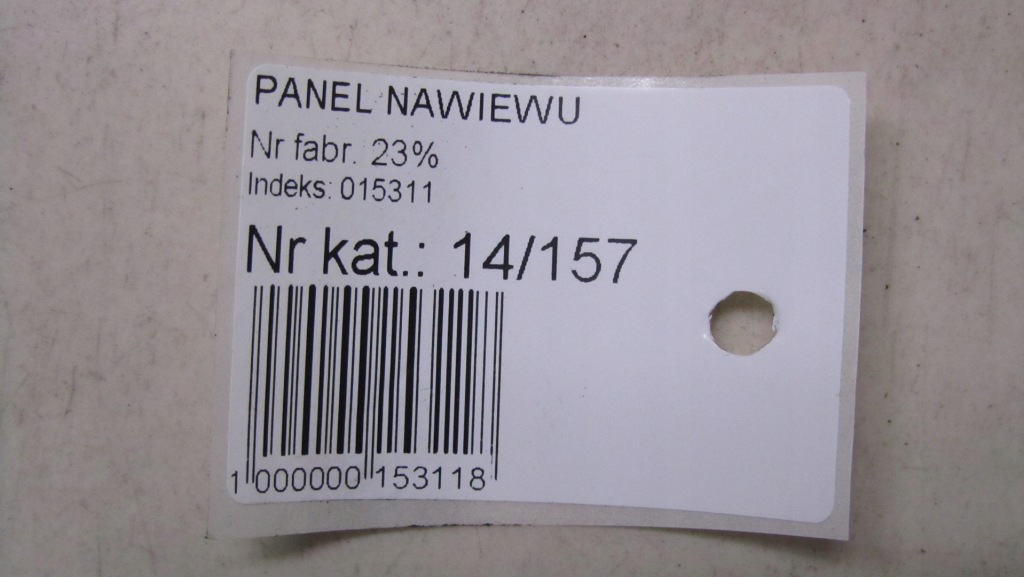 PANEL NAWIEWU
Nr fabr. 23%
Indeks: 015311
Nr kat.: 14/157
1 000000 153118